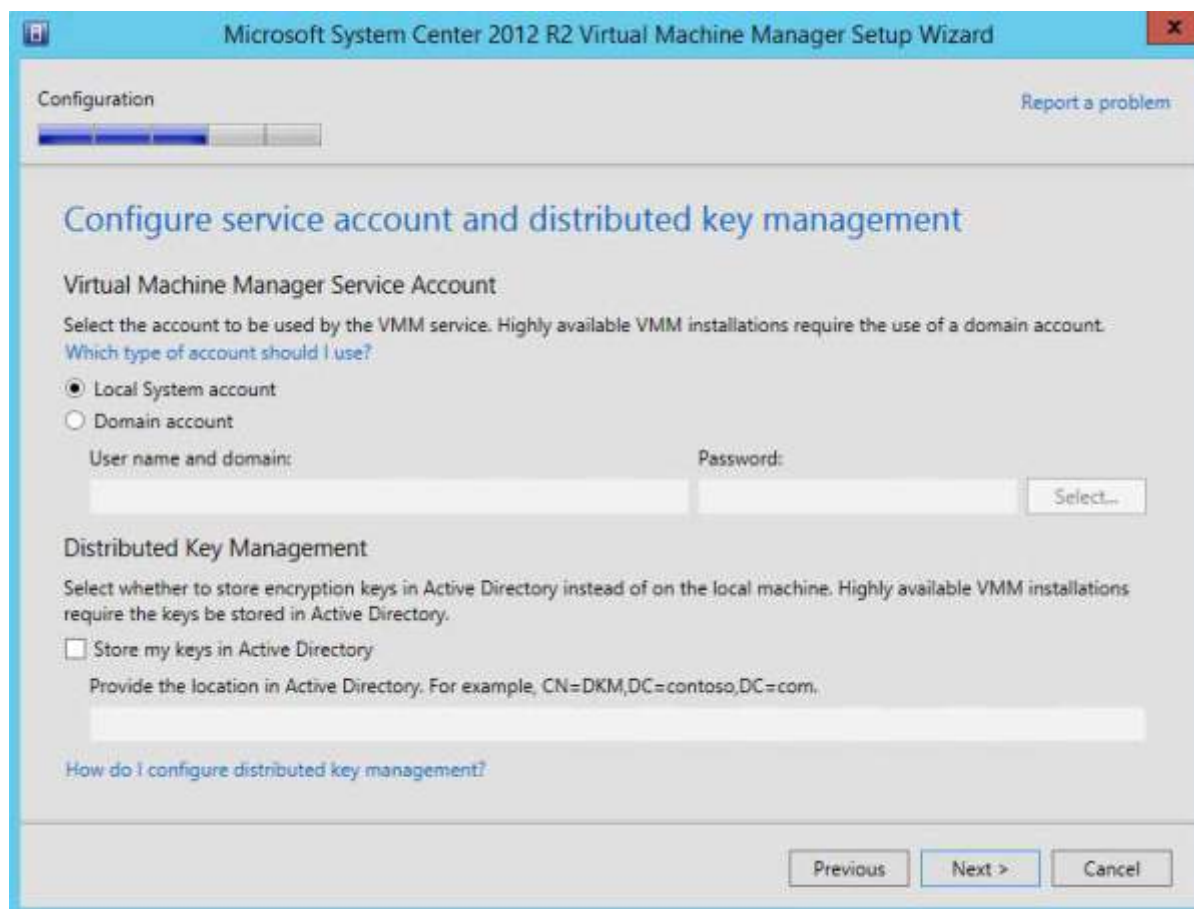 Microsoft System Center 2012 R2 Virtual Machine Manager Setup Wizard
x
Configuration
Report a problem
Configure service account and distributed key management
Virtual Machine Manager Service Account
Select the account to be used by the VMM service. Highly available VMM installations require the use of a domain account.
Which type of account should I use?
Local System account
Domain account
User name and domain:
Password:
Select...
Distributed Key Management
Select whether to store encryption keys in Active Directory instead of on the local machine. Highly available VMM installations
require the keys be stored in Active Directory.
Store my keys in Active Directory
Provide the location in Active Directory. For example, CN=DKM,DC=contoso,DC=com.
How do I configure distributed key management?
Previous
Next >
Cancel